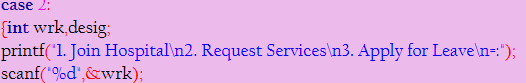 case 2:
{int wrk,desig;
printf("1. Join Hospital\n2. Request Services\n3. Apply for Leave\n=:");
scanf("%d",&wrk);